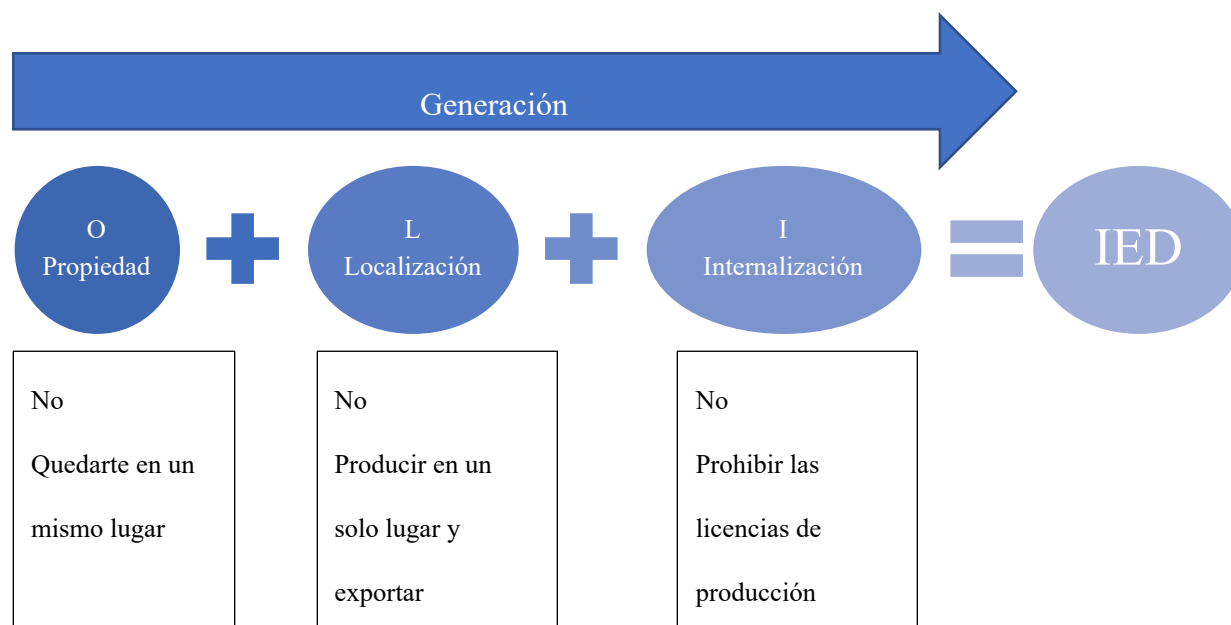 Generación
O
Propiedad
L
Localización
I
Internalización
IED
No
Quedarte en un
mismo lugar
No
Producir en un
solo lugar y
exportar
No
Prohibir las
licencias de
producción